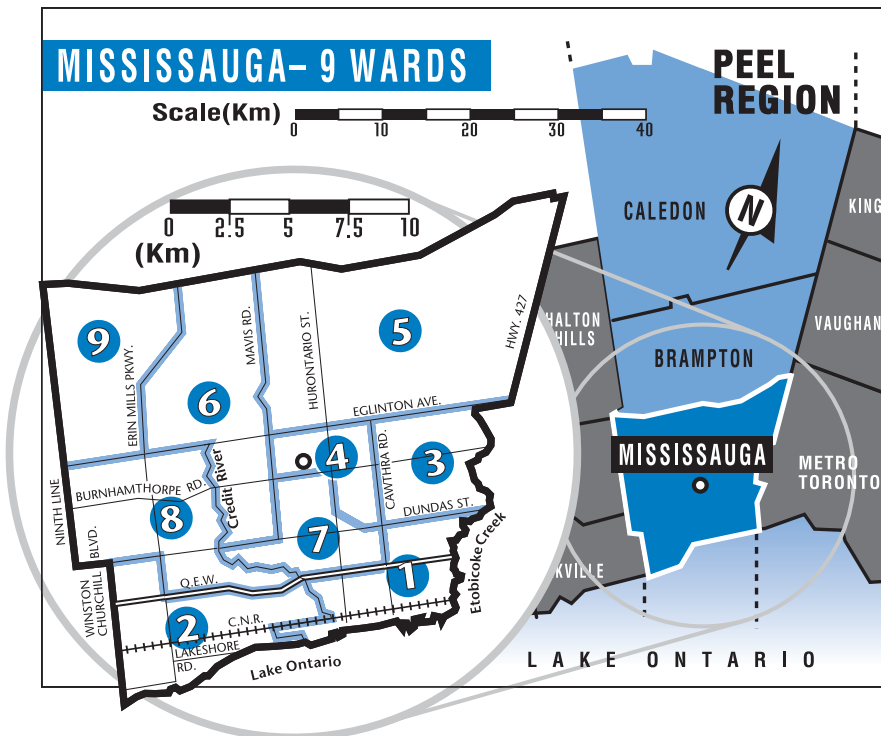 MISSISSAUGA– 9 WARDS
PEEL
REGION
Scale(Km)
0 10 20 30 40
0 2.5 5 7.5 10
(Km)
N
CALEDON
KING
HALTON
HILLS
VAUGHAN
BRAMPTON
MISSISSAUGA
METRO
TORONTO
KVILLE
LAKE ONTARIO
9
ERIN MILLS PKWY.
6
MAVIS RD.
HURONTARIO ST.
5
HWY. 427
EGLINTON AVE.
4
CAWTHRA RD.
3
NINTH LINE
BURNHAMTHORPE RD.
Credit River
8
DUNDAS ST.
7
BLVD.
WINSTON
CHURCHILL
Q.E.W.
1
Etobicoke Creek
2
C.N.R.
LAKESHORE
RD.
Lake Ontario